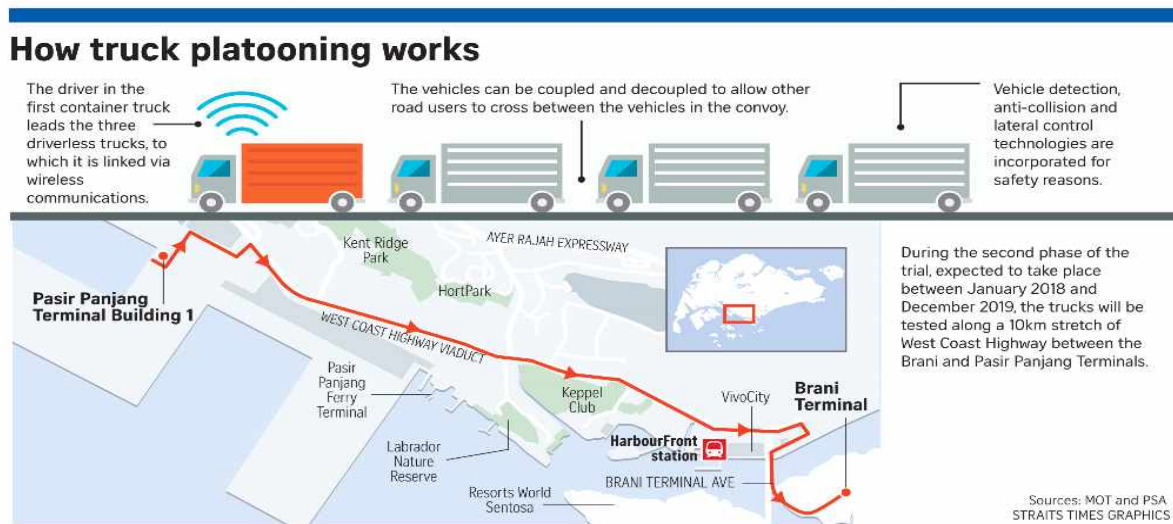 How truck platooning works
The driver in the
first container truck
leads the three
driverless trucks, to
which it is linked via
wireless
communications.
The vehicles can be coupled and decoupled to allow other
road users to cross between the vehicles in the convoy.
Vehicle detection,
anti-collision and
lateral control
technologies are
incorporated for
safety reasons.
Kent Ridge
Park
AYER RAJAH EXPRESSWAY
HortPark
Pasir Panjang
Terminal Building 1
WEST COAST HIGHWAY VIADUCT
Pasir
Panjang
Ferry
Terminal
Labrador
Nature
Reserve
Keppel
Club
VivoCity
Brani
Terminal
HarbourFront
station
BRANI TERMINAL AVE
Resorts World
Sentosa
During the second phase of the
trial, expected to take place
between January 2018 and
December 2019, the trucks will be
tested along a 10km stretch of
West Coast Highway between the
Brani and Pasir Panjang Terminals.
Sources: MOT and PSA
STRAITS TIMES GRAPHICS